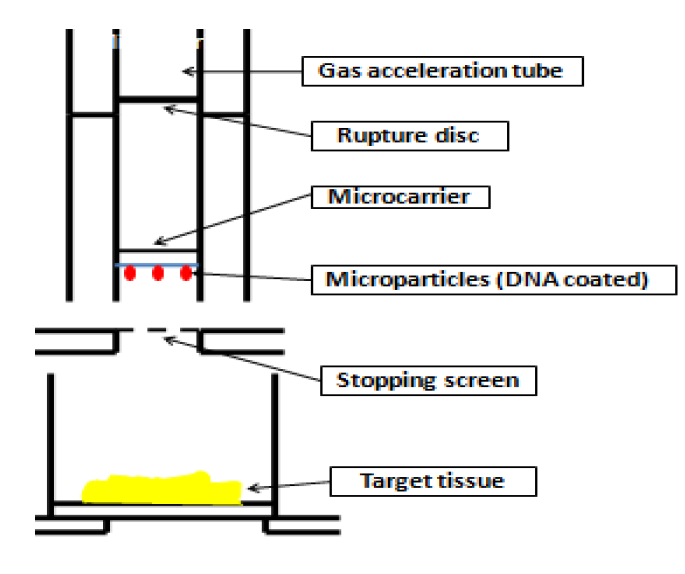 Gas acceleration tube
Rupture disc
Microcarrier
Microparticles (DNA coated)
Stopping screen
Target tissue